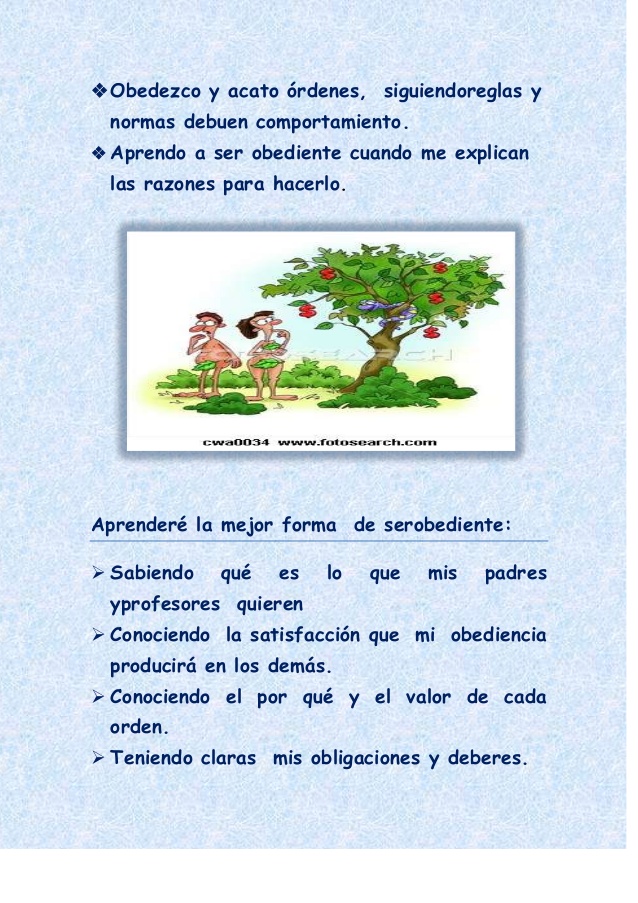 ❖Obedezco y acato órdenes, siguiendoreglas y
normas debuen comportamiento.
❖Aprendo a ser obediente cuando me explican
las razones para hacerlo.
FOTOSEARCH
cwa0034 www.fotosearch.com
Aprenderé la mejor forma de serobediente:
➢Sabiendo qué es lo que mis padres
yprofesores quieren
➢Conociendo la satisfacción que mi obediencia
producirá en los demás.
➢Conociendo el por qué y el valor de cada
orden.
➢Teniendo claras mis obligaciones y deberes.